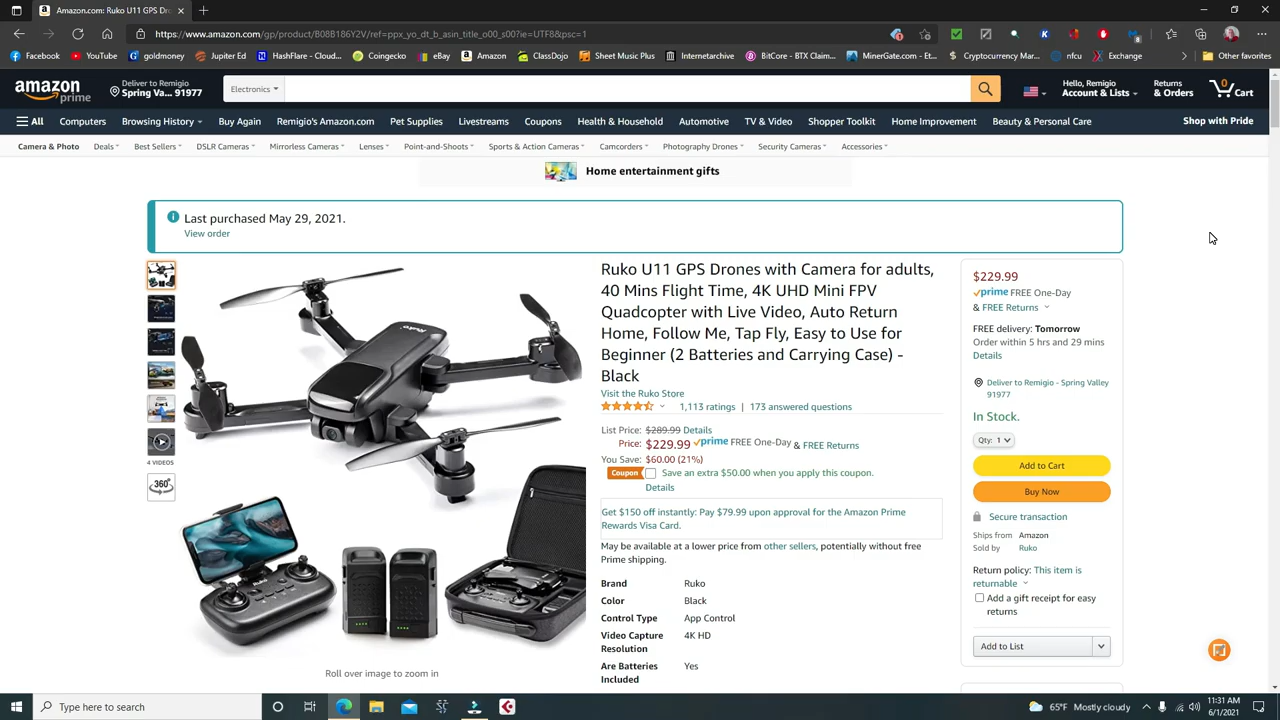 Amazon.com: Ruko U11 GPS Dro
https://www.amazon.com/gp/product/B08B186Y2V/ref=ppx_yo_dt_b_asin_title_o00_s00?ie=UTF8&psc=1
Facebook YouTube goldmoney Jupiter Ed HashFlare - Cloud... Coingecko eBay ClassDojo Sheet Music Plus Internetarchive BitCore - BTX Claim... MinerGate.com - Et... Cryptocurrency Mar... nfcu Exchange Other favorites
amazon prime
Deliver to Remigio
Spring Va... 91977
Electronics
Hello, Remigio
Account & Lists
Returns
& Orders
0
Cart
All Computers Browsing History Buy Again Remigio's Amazon.com Pet Supplies Livestreams Coupons Health & Household Automotive TV & Video Shopper Toolkit Home Improvement Beauty & Personal Care Shop with Pride
Camera & Photo Deals Best Sellers DSLR Cameras Mirrorless Cameras Lenses Point-and-Shoots Sports & Action Cameras Camcorders Photography Drones Security Cameras Accessories
Home entertainment gifts
Last purchased May 29, 2021.
View order
4 VIDEOS
360°
Ruko
Ruko
Roll over image to zoom in
Ruko U11 GPS Drones with Camera for adults,
40 Mins Flight Time, 4K UHD Mini FPV
Quadcopter with Live Video, Auto Return
Home, Follow Me, Tap Fly, Easy to Use for
Beginner (2 Batteries and Carrying Case) -
Black
Visit the Ruko Store
1,113 ratings | 173 answered questions
List Price: $289.99 Details
Price: $229.99 prime FREE One-Day & FREE Returns
You Save: $60.00 (21%)
Coupon Save an extra $50.00 when you apply this coupon.
Details
Get $150 off instantly: Pay $79.99 upon approval for the Amazon Prime
Rewards Visa Card.
May be available at a lower price from other sellers, potentially without free
Prime shipping.
Brand Ruko
Color Black
Control Type App Control
Video Capture 4K HD
Resolution
Are Batteries Yes
Included
$229.99
prime FREE One-Day
& FREE Returns
FREE delivery: Tomorrow
Order within 5 hrs and 29 mins
Details
Deliver to Remigio - Spring Valley
91977
In Stock.
Qty: 1
Add to Cart
Buy Now
Secure transaction
Ships from Amazon
Sold by Ruko
Return policy: This item is
returnable
Add a gift receipt for easy
returns
Add to List
Type here to search
65°F Mostly cloudy
11:31 AM
6/1/2021